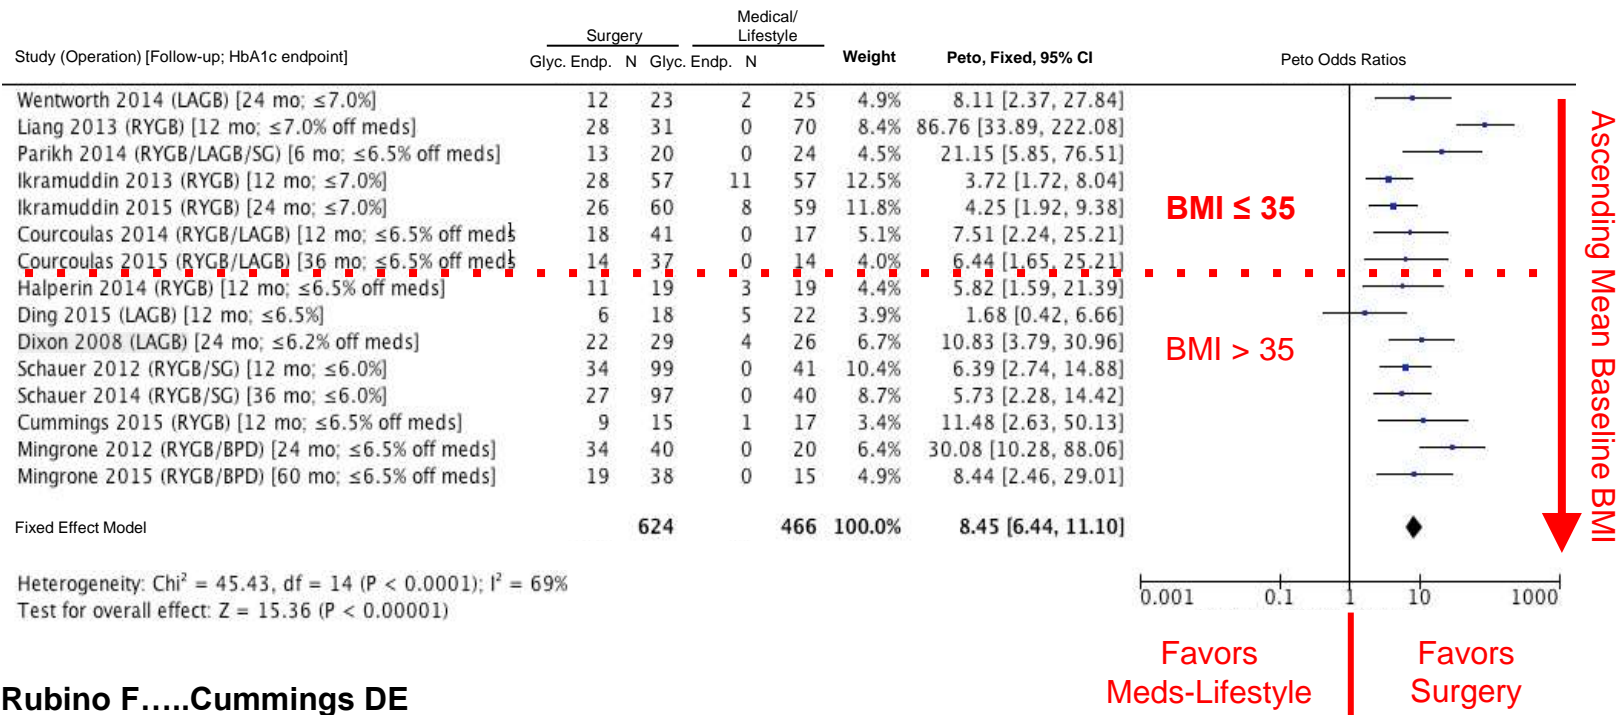 Medical/
Surgery Lifestyle
Study (Operation) [Follow-up; HbA1c endpoint] Glyc. Endp. N Glyc. Endp. N Weight Peto, Fixed, 95% CI Peto Odds Ratios
Wentworth 2014 (LAGB) [24 mo; ≤7.0%] 12 23 2 25 4.9% 8.11 [2.37, 27.84]
Liang 2013 (RYGB) [12 mo; ≤7.0% off meds] 28 31 0 70 8.4% 86.76 [33.89, 222.08]
Parikh 2014 (RYGB/LAGB/SG) [6 mo; ≤6.5% off meds] 13 20 0 24 4.5% 21.15 [5.85, 76.51]
Ikramuddin 2013 (RYGB) [12 mo; ≤7.0%] 28 57 11 57 12.5% 3.72 [1.72, 8.04]
Ikramuddin 2015 (RYGB) [24 mo; ≤7.0%] 26 60 8 59 11.8% 4.25 [1.92, 9.38]
BMI ≤ 35
Courcoulas 2014 (RYGB/LAGB) [12 mo; ≤6.5% off meds] 18 41 0 17 5.1% 7.51 [2.24, 25.21]
Courcoulas 2015 (RYGB/LAGB) [36 mo; ≤6.5% off meds] 14 37 0 14 4.0% 6.44 [1.65, 25.21]
Halperin 2014 (RYGB) [12 mo; ≤6.5% off meds] 11 19 3 19 4.4% 5.82 [1.59, 21.39]
Ding 2015 (LAGB) [12 mo; ≤6.5%] 6 18 5 22 3.9% 1.68 [0.42, 6.66]
Dixon 2008 (LAGB) [24 mo; ≤6.2% off meds] 22 29 4 26 6.7% 10.83 [3.79, 30.96]
BMI > 35
Schauer 2012 (RYGB/SG) [12 mo; ≤6.0%] 34 99 0 41 10.4% 6.39 [2.74, 14.88]
Schauer 2014 (RYGB/SG) [36 mo; ≤6.0%] 27 97 0 40 8.7% 5.73 [2.28, 14.42]
Cummings 2015 (RYGB) [12 mo; ≤6.5% off meds] 9 15 1 17 3.4% 11.48 [2.63, 50.13]
Mingrone 2012 (RYGB/BPD) [24 mo; ≤6.5% off meds] 34 40 0 20 6.4% 30.08 [10.28, 88.06]
Mingrone 2015 (RYGB/BPD) [60 mo; ≤6.5% off meds] 19 38 0 15 4.9% 8.44 [2.46, 29.01]
Ascending Mean Baseline BMI
Fixed Effect Model 624 466 100.0% 8.45 [6.44, 11.10]
Heterogeneity: Chi² = 45.43, df = 14 (P < 0.0001); I² = 69%
Test for overall effect: Z = 15.36 (P < 0.00001)
0.001 0.1 1 10 1000
Favors Favors
Meds-Lifestyle Surgery
Rubino F.....Cummings DE